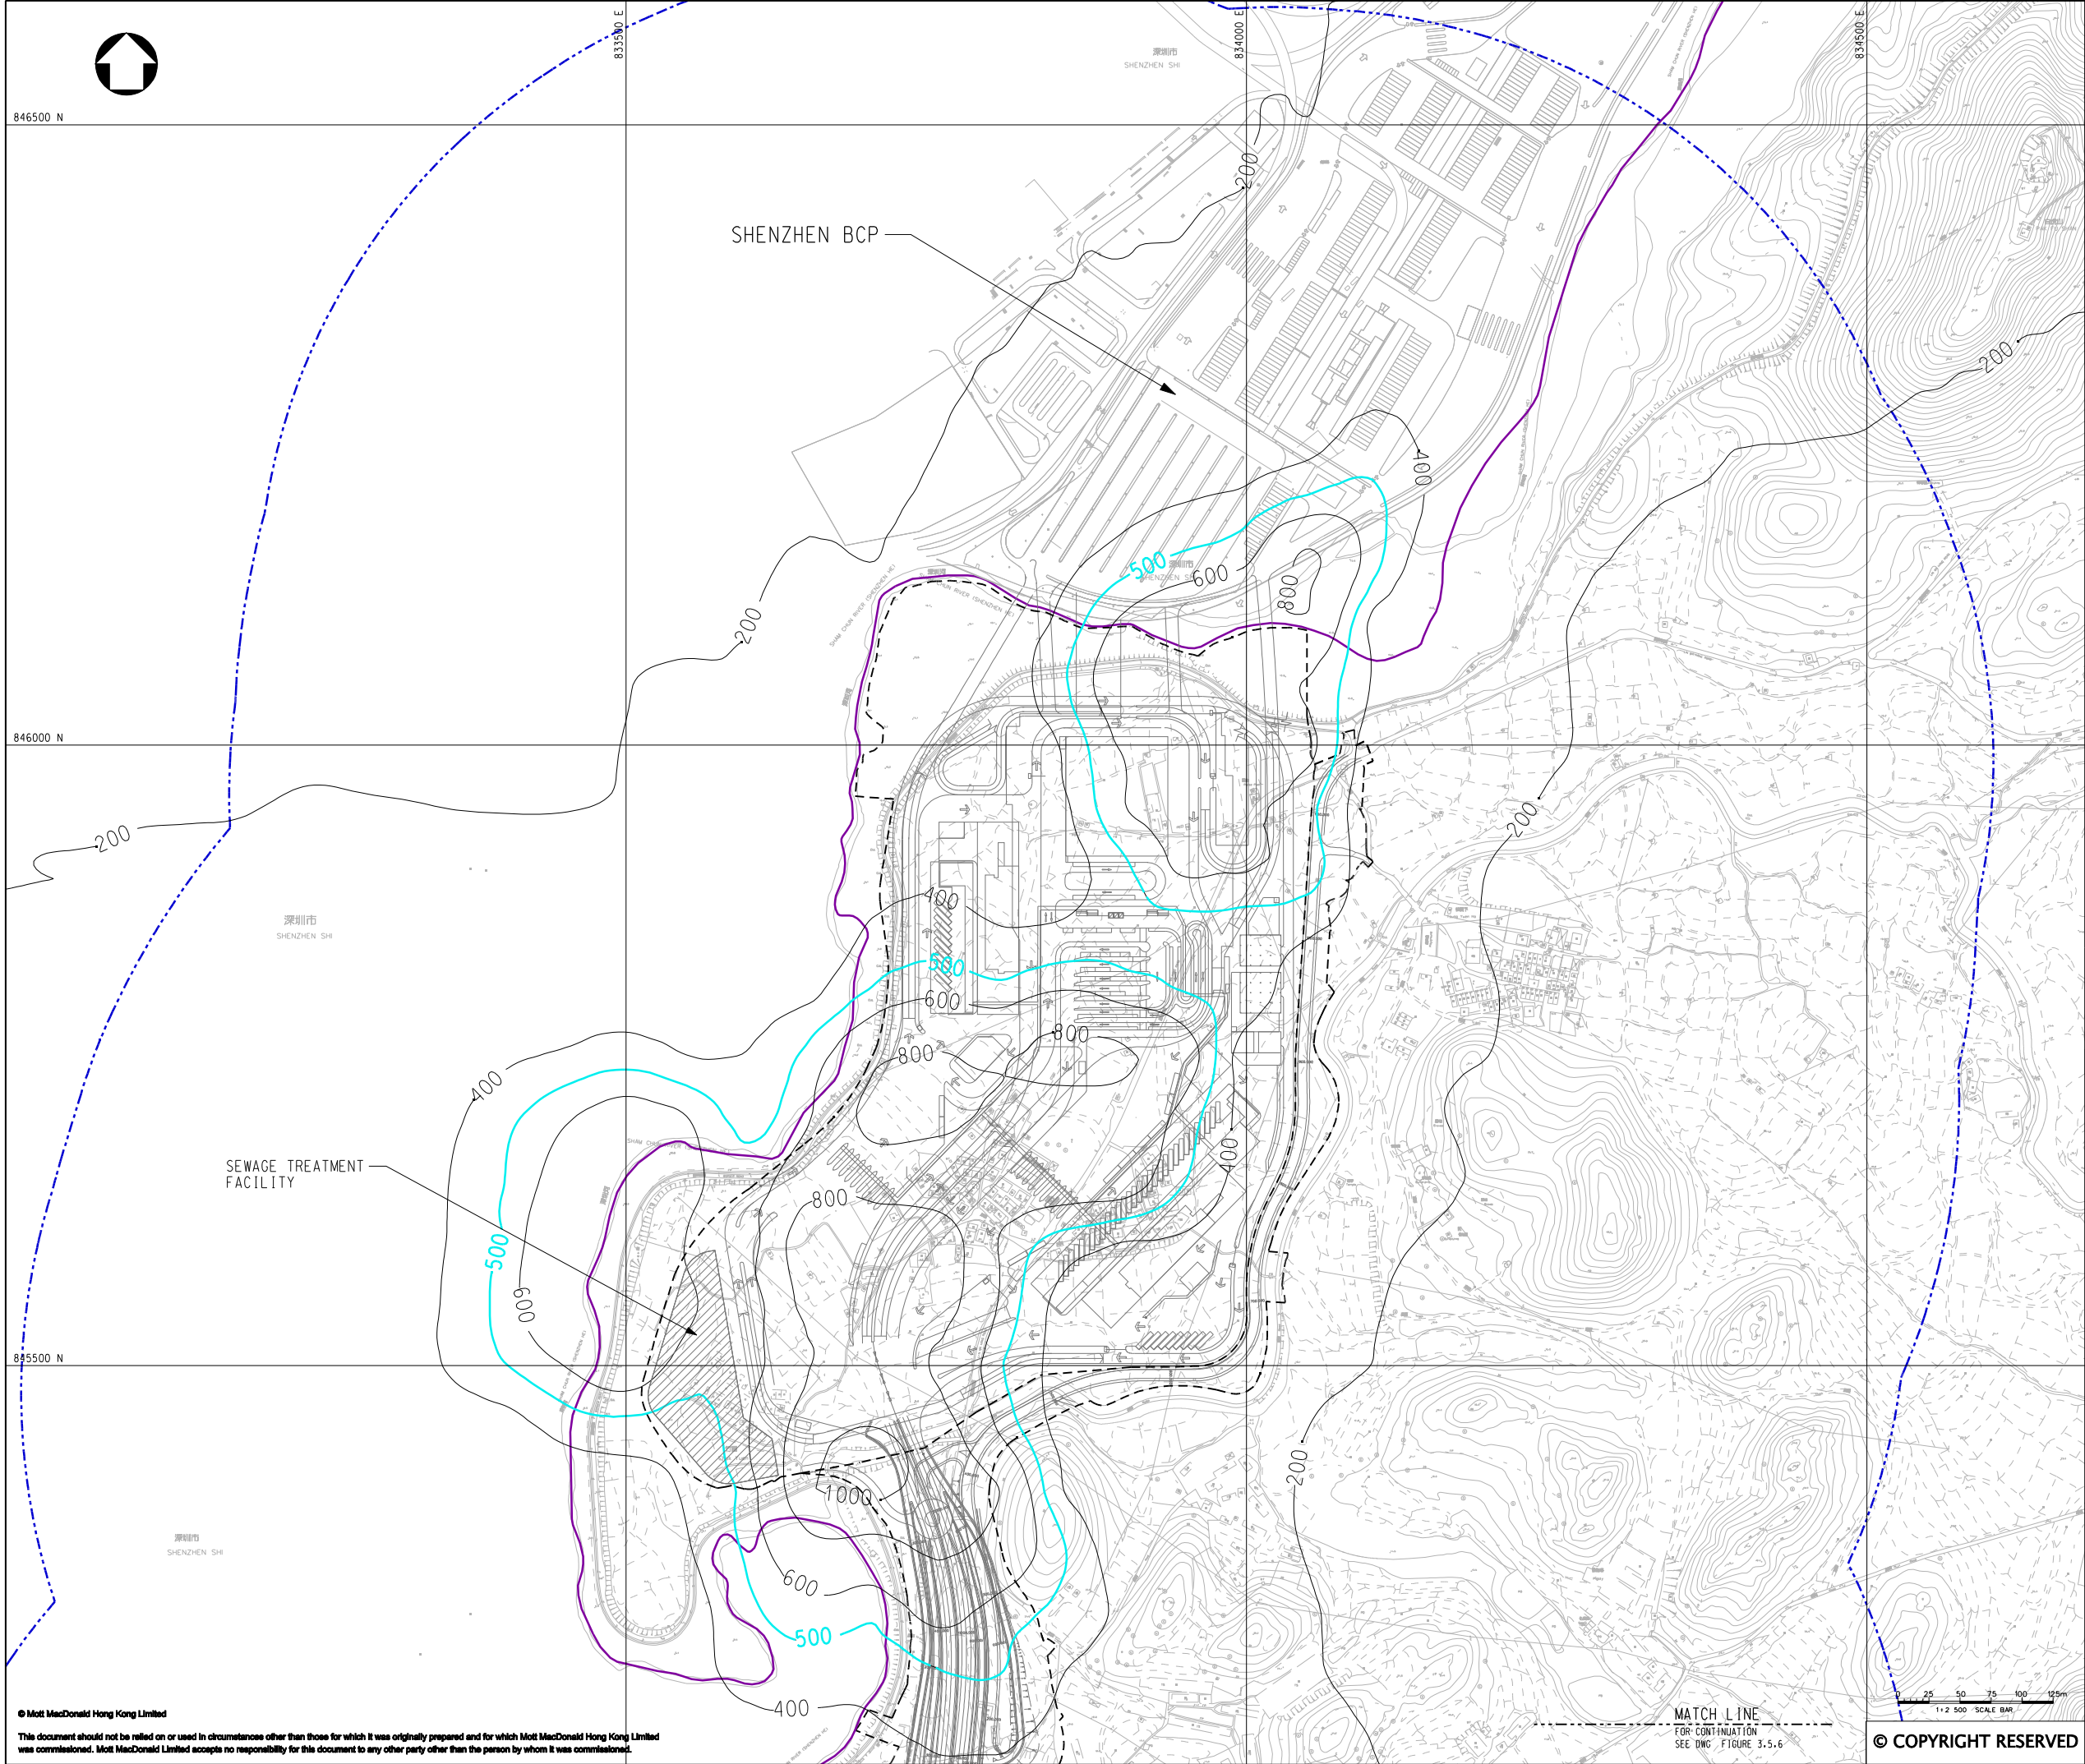 833500 E
834000 E
834500 E
深圳市
SHENZHEN SHI
846500 N
200
SHENZHEN BCP
200
400
500
深圳市
600
800
200
846000 N
200
200
400
深圳市
SHENZHEN SHI
500
600
800
800
400
400
SEWAGE TREATMENT
FACILITY
800
500
600
845500 N
200
1000
深圳市
SHENZHEN SHI
600
500
400
0 25 50 75 100 125m
1:2 500 SCALE BAR
© Mott MacDonald Hong Kong Limited
This document should not be relied on or used in circumstances other than those for which it was originally prepared and for which Mott MacDonald Hong Kong Limited
was commissioned. Mott MacDonald Limited accepts no responsibility for this document to any other party other than the person by whom it was commissioned.
MATCH LINE
FOR CONTINUATION
SEE DWG. FIGURE 3.5.6
© COPYRIGHT RESERVED